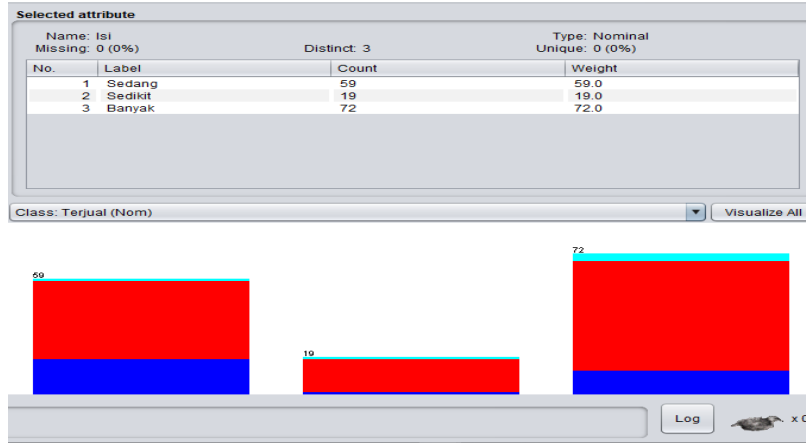 Selected attribute
Name: Isi Type: Nominal
Missing: 0 (0%) Distinct: 3 Unique: 0 (0%)
No. Label Count Weight
1 Sedang 59 59.0
2 Sedikit 19 19.0
3 Banyak 72 72.0
Class: Terjual (Nom) Visualize All
72
59
19
Log x 0